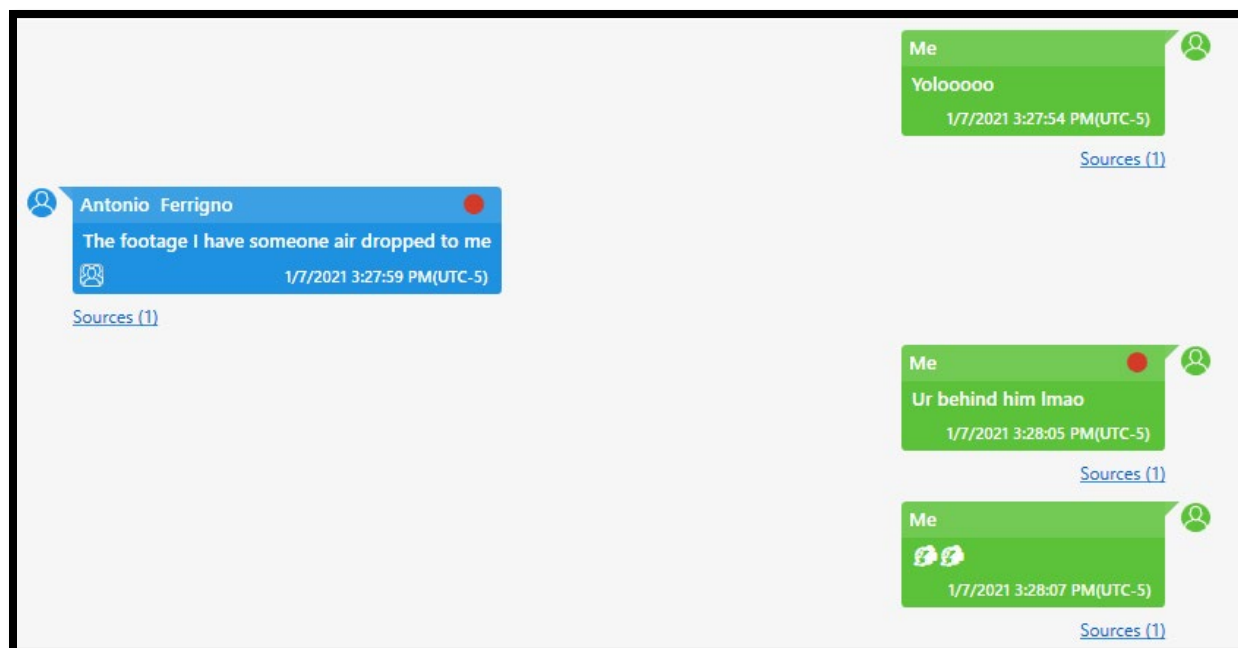 Me
Yolooooo
1/7/2021 3:27:54 PM(UTC-5)
Sources (1)
Antonio Ferrigno
The footage I have someone air dropped to me
1/7/2021 3:27:59 PM(UTC-5)
Sources (1)
Me
Ur behind him lmao
1/7/2021 3:28:05 PM(UTC-5)
Sources (1)
Me
1/7/2021 3:28:07 PM(UTC-5)
Sources (1)